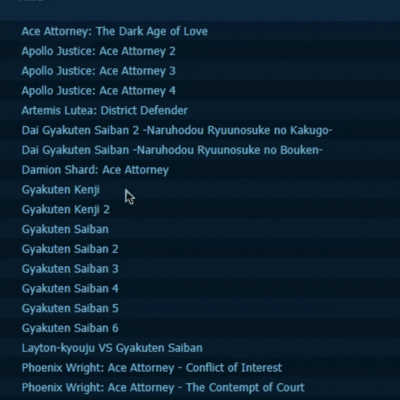 Ace Attorney: The Dark Age of Love
Apollo Justice: Ace Attorney 2
Apollo Justice: Ace Attorney 3
Apollo Justice: Ace Attorney 4
Artemis Lutea: District Defender
Dai Gyakuten Saiban 2 -Naruhodou Ryuunosuke no Kakugo-
Dai Gyakuten Saiban -Naruhodou Ryuunosuke no Bouken-
Damion Shard: Ace Attorney
Gyakuten Kenji
Gyakuten Kenji 2
Gyakuten Saiban
Gyakuten Saiban 2
Gyakuten Saiban 3
Gyakuten Saiban 4
Gyakuten Saiban 5
Gyakuten Saiban 6
Layton-kyouju VS Gyakuten Saiban
Phoenix Wright: Ace Attorney - Conflict of Interest
Phoenix Wright: Ace Attorney - The Contempt of Court